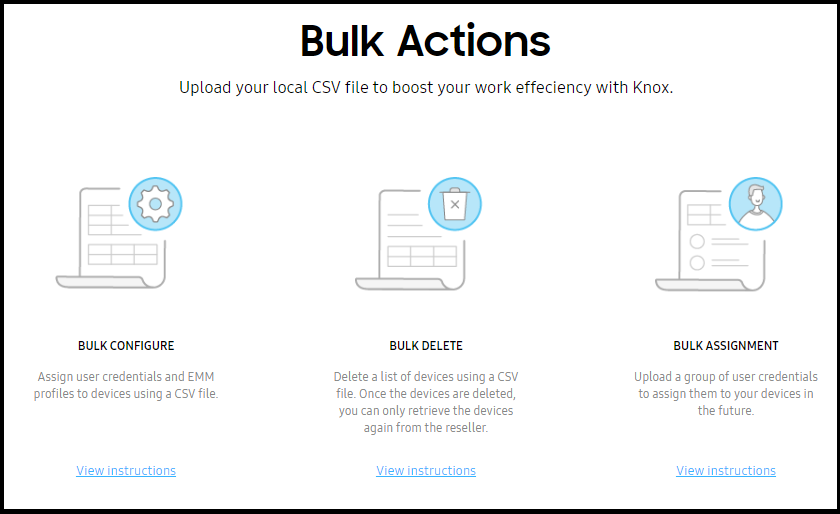 Bulk Actions
Upload your local CSV file to boost your work effeciency with Knox.
BULK CONFIGURE
Assign user credentials and EMM
profiles to devices using a CSV file.
View instructions
BULK DELETE
Delete a list of devices using a CSV
file. Once the devices are deleted,
you can only retrieve the devices
again from the reseller.
View instructions
BULK ASSIGNMENT
Upload a group of user credentials
to assign them to your devices in
the future.
View instructions